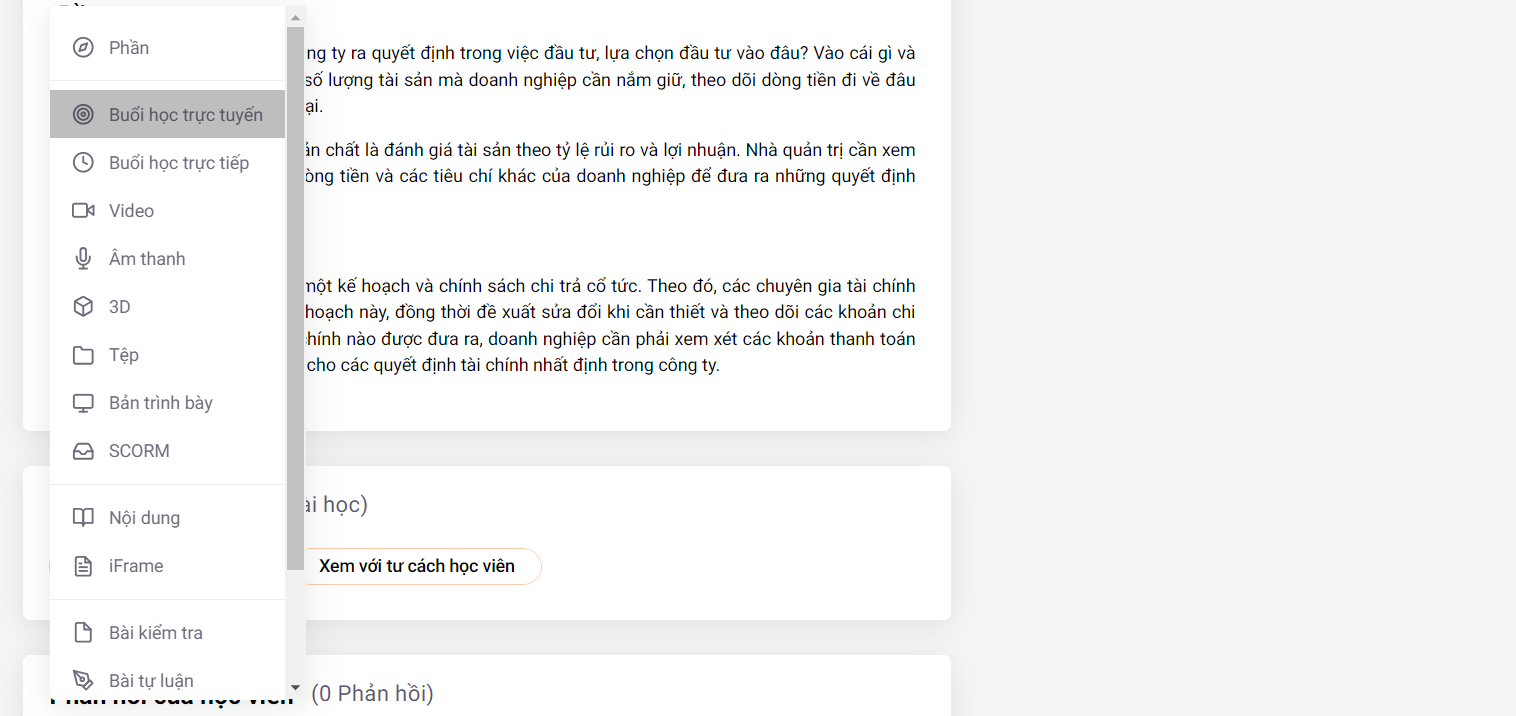 Phần
Buổi học trực tuyến
Buổi học trực tiếp
Video
Âm thanh
3D
Tệp
Bản trình bày
SCORM
Nội dung
iFrame
Bài kiểm tra
Bài tự luận
ty ra quyết định trong việc đầu tư, lựa chọn đầu tư vào đâu? Vào cái gì và
số lượng tài sản mà doanh nghiệp cần nắm giữ, theo dõi dòng tiền đi về đâu
chất là đánh giá tài sản theo tỷ lệ rủi ro và lợi nhuận. Nhà quản trị cần xem
tiền và các tiêu chí khác của doanh nghiệp để đưa ra những quyết định
một kế hoạch và chính sách chi trả cổ tức. Theo đó, các chuyên gia tài chính
hoạch này, đồng thời đề xuất sửa đổi khi cần thiết và theo dõi các khoản chi
nào được đưa ra, doanh nghiệp cần phải xem xét các khoản thanh toán
cho các quyết định tài chính nhất định trong công ty.
học)
Xem với tư cách học viên
Phản hồi của học viên (0 Phản hồi)